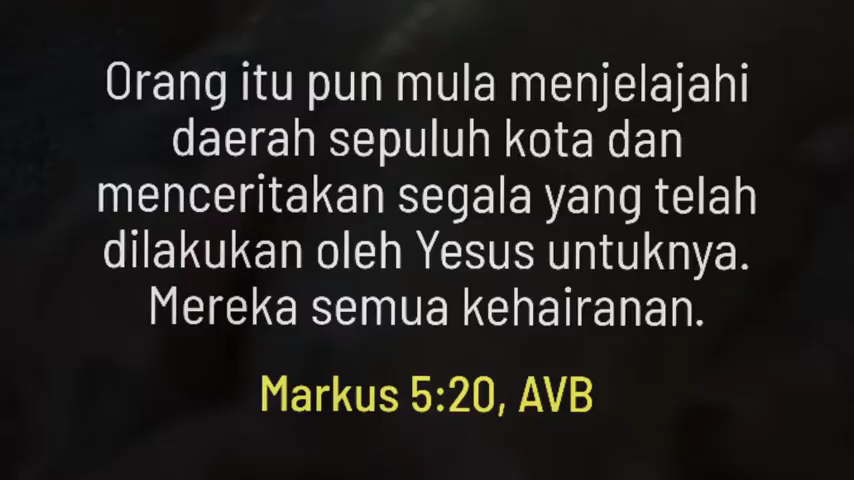 Orang itu pun mula menjelajahi
daerah sepuluh kota dan
menceritakan segala yang telah
dilakukan oleh Yesus untuknya.
Mereka semua kehairanan.
Markus 5:20, AVB